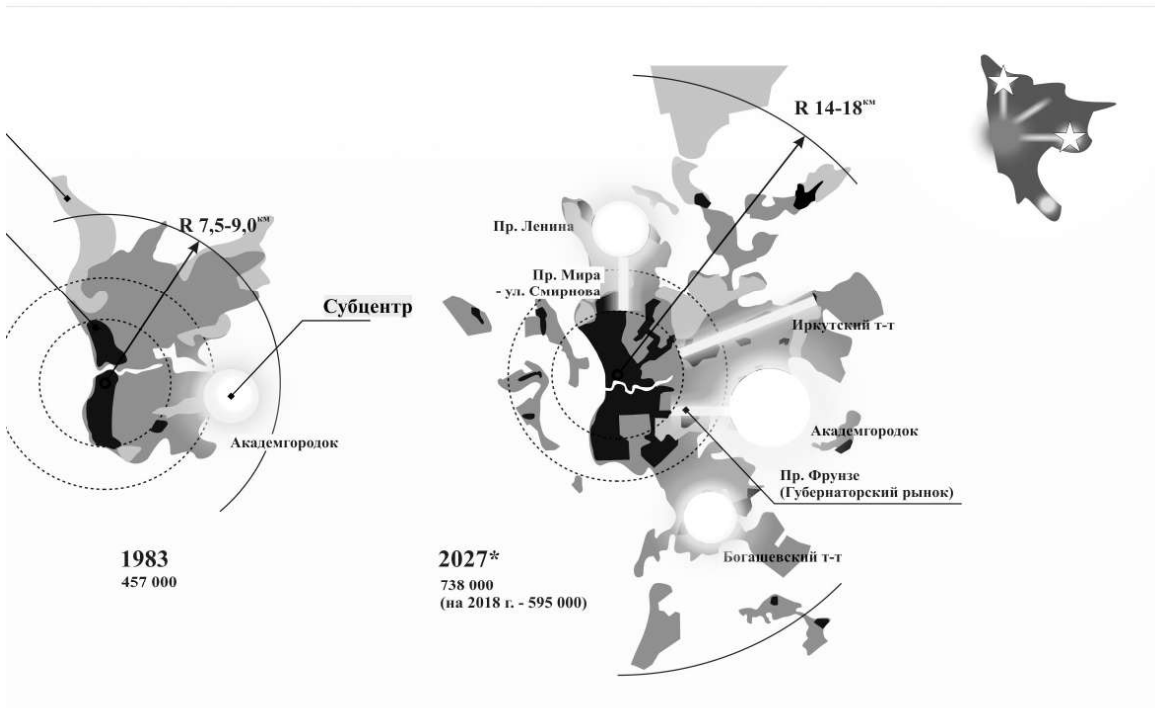 R 7,5-9,0км
Субцентр
Академгородок
1983
457 000
R 14-18км
Пр. Ленина
Пр. Мира
- ул. Смирнова
Иркутский т-т
Академгородок
Пр. Фрунзе
(Губернаторский рынок)
Богашевский т-т
2027*
738 000
(на 2018 г. - 595 000)